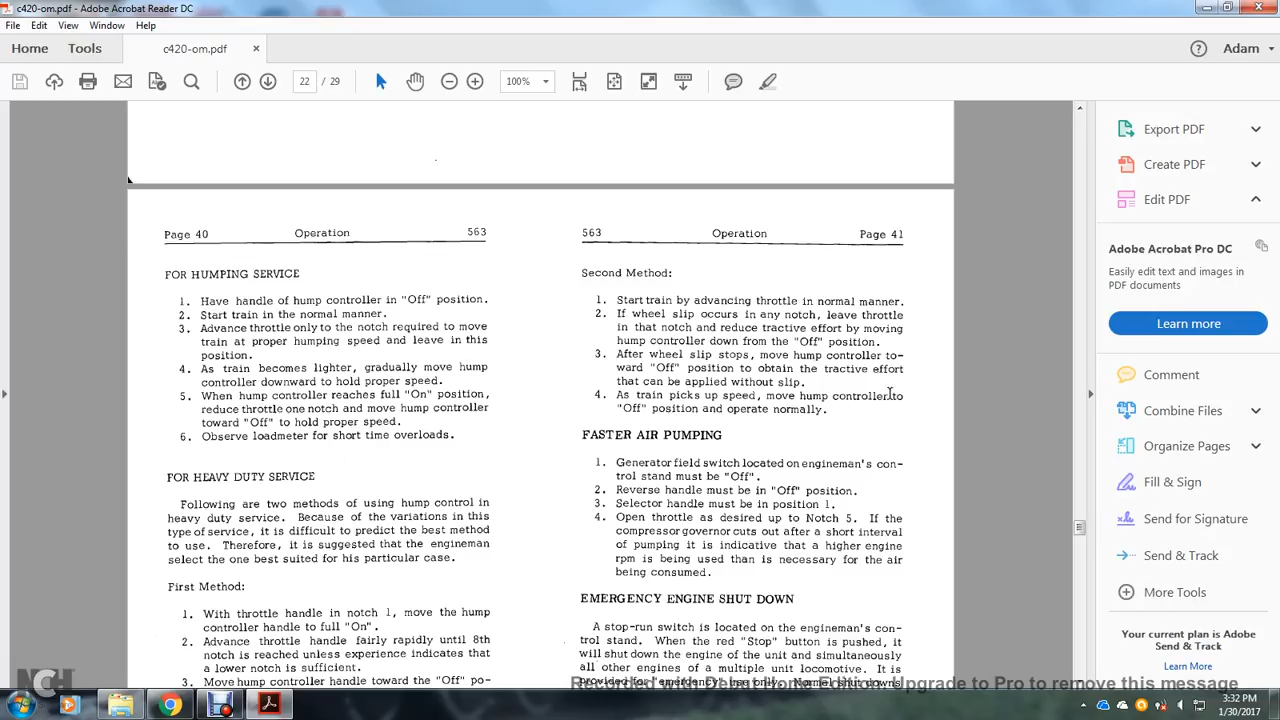 c420-om.pdf - Adobe Acrobat Reader DC
File Edit View Window Help
Home Tools c420-om.pdf × Adam
22 / 29 100%
Page 40 Operation 563
FOR HUMPING SERVICE
1. Have handle of hump controller in "Off" position.
2. Start train in the normal manner.
3. Advance throttle only to the notch required to move
train at proper humping speed and leave in this
position.
4. As train becomes lighter, gradually move hump
controller downward to hold proper speed.
5. When hump controller reaches full "On" position,
reduce throttle one notch and move hump controller
toward "Off" to hold proper speed.
6. Observe loadmeter for short time overloads.
FOR HEAVY DUTY SERVICE
Following are two methods of using hump control in
heavy duty service. Because of the variations in this
type of service, it is difficult to predict the best method
to use. Therefore, it is suggested that the engineman
select the one best suited for his particular case.
First Method:
1. With throttle handle in notch 1, move the hump
controller handle to full "On".
2. Advance throttle handle fairly rapidly until 8th
notch is reached unless experience indicates that
a lower notch is sufficient.
3. Move hump controller handle toward the "Off" po-
563 Operation Page 41
Second Method:
1. Start train by advancing throttle in normal manner.
2. If wheel slip occurs in any notch, leave throttle
in that notch and reduce tractive effort by moving
hump controller down from the "Off" position.
3. After wheel slip stops, move hump controller to-
ward "Off" position to obtain the tractive effort
that can be applied without slip.
4. As train picks up speed, move hump controller to
"Off" position and operate normally.
FASTER AIR PUMPING
1. Generator field switch located on engineman's con-
trol stand must be "Off".
2. Reverse handle must be in "Off" position.
3. Selector handle must be in position 1.
4. Open throttle as desired up to Notch 5. If the
compressor governor cuts out after a short interval
of pumping it is indicative that a higher engine
rpm is being used than is necessary for the air
being consumed.
EMERGENCY ENGINE SHUT DOWN
A stop-run switch is located on the engineman's con-
trol stand. When the red "Stop" button is pushed, it
will shut down the engine of the unit and simultaneously
all other engines of a multiple unit locomotive. It is
provided for "emergency" use only. Normal shut downs
Export PDF
Create PDF
Edit PDF
Adobe Acrobat Pro DC
Easily edit text and images in
PDF documents
Learn more
Comment
Combine Files
Organize Pages
Fill & Sign
Send for Signature
Send & Track
More Tools
Your current plan is Adobe
Send & Track
Learn More
NCH
Upgrade to Pro to remove this message
3:32 PM
1/30/2017